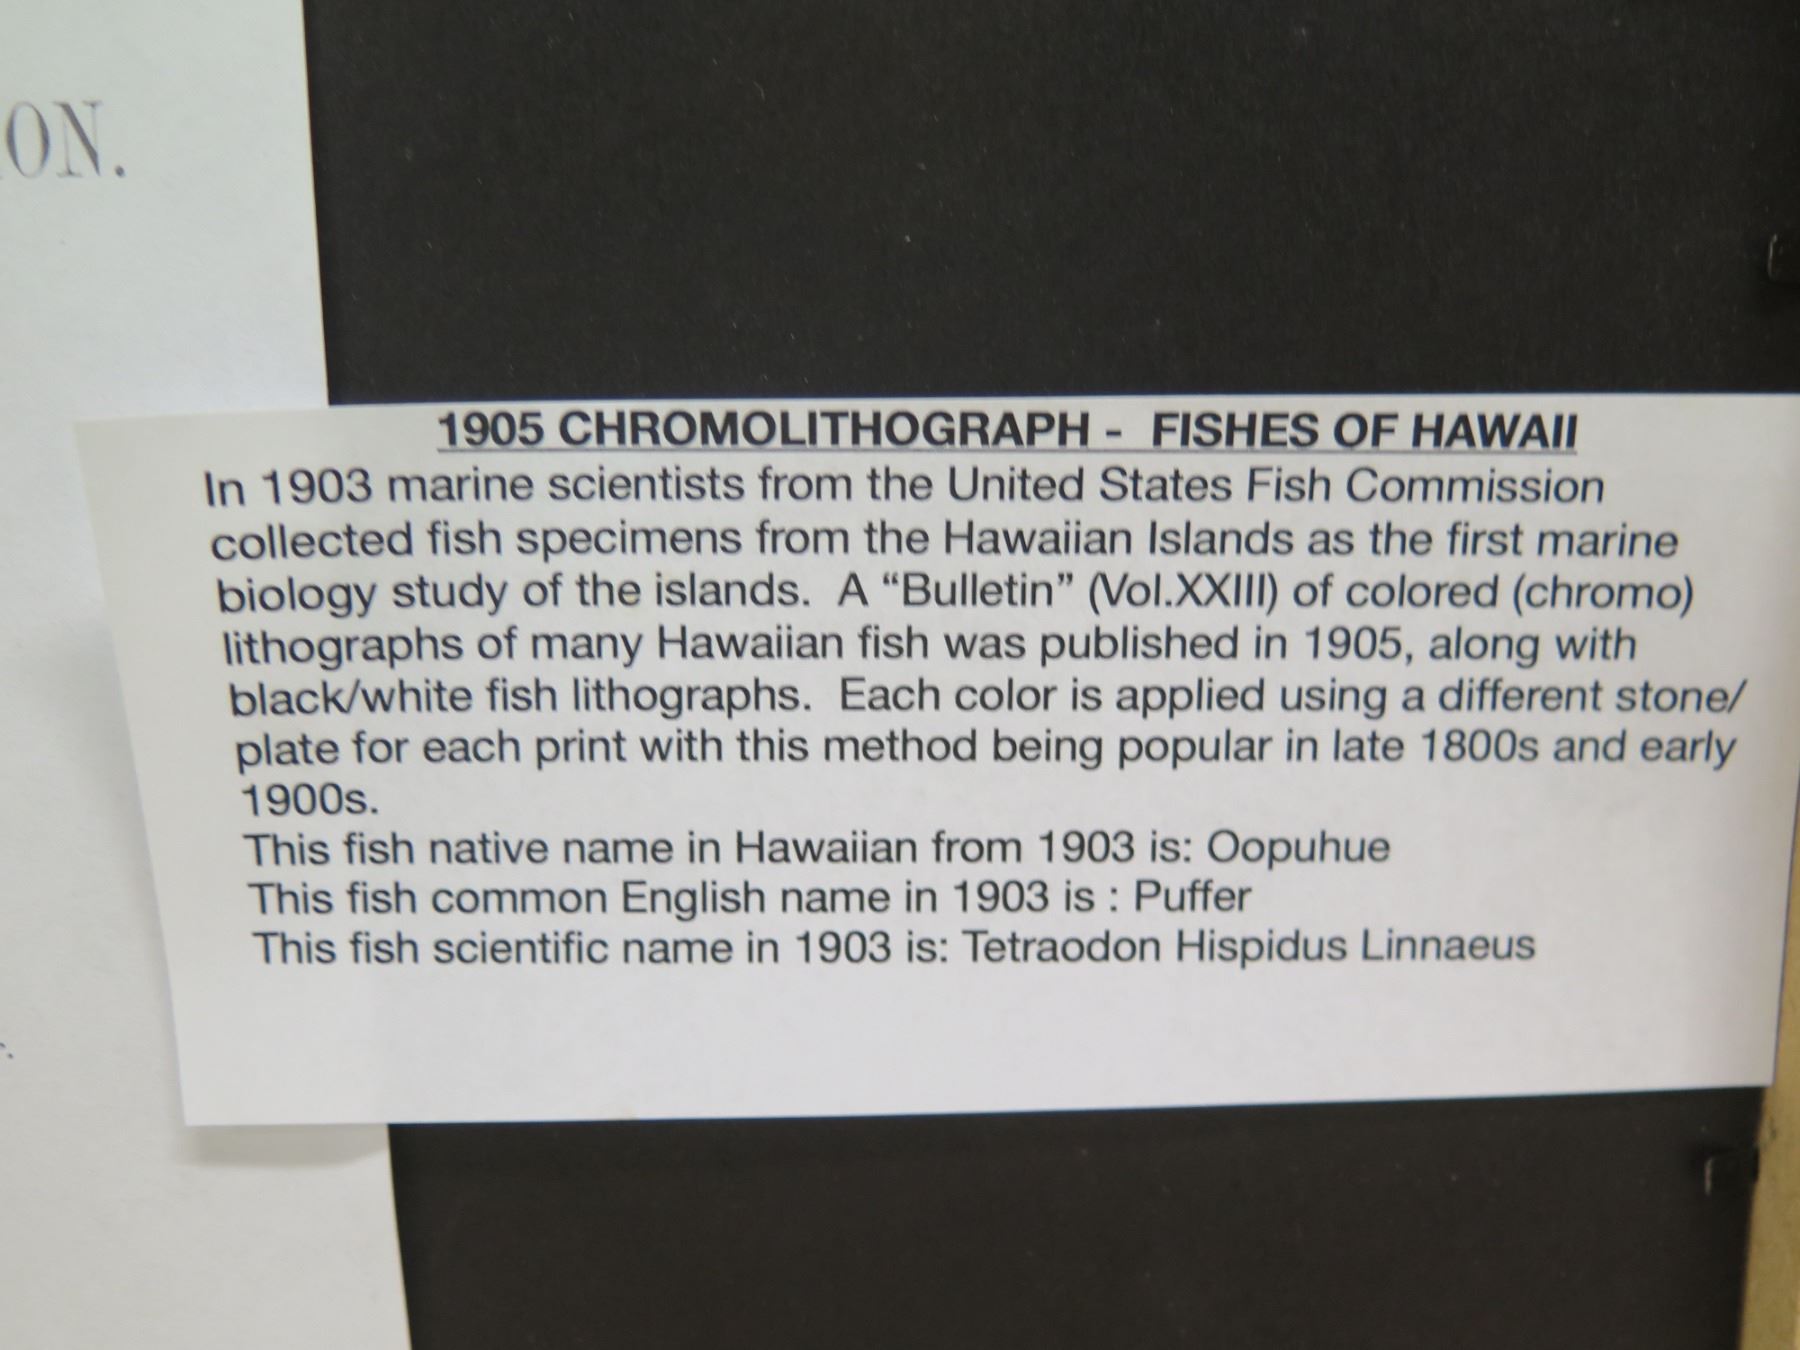 ON.
1905 CHROMOLITHOGRAPH - FISHES OF HAWAII
In 1903 marine scientists from the United States Fish Commission
collected fish specimens from the Hawaiian Islands as the first marine
biology study of the islands. A “Bulletin” (Vol.XXIII) of colored (chromo)
lithographs of many Hawaiian fish was published in 1905, along with
black/white fish lithographs. Each color is applied using a different stone/
plate for each print with this method being popular in late 1800s and early
1900s.
This fish native name in Hawaiian from 1903 is: Oopuhue
This fish common English name in 1903 is : Puffer
This fish scientific name in 1903 is: Tetraodon Hispidus Linnaeus